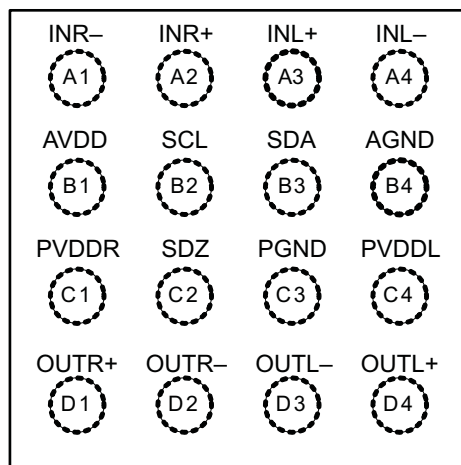 INR– INR+ INL+ INL–
A1 A2 A3 A4
AVDD SCL SDA AGND
B1 B2 B3 B4
PVDDR SDZ PGND PVDDL
C1 C2 C3 C4
OUTR+ OUTR– OUTL– OUTL+
D1 D2 D3 D4